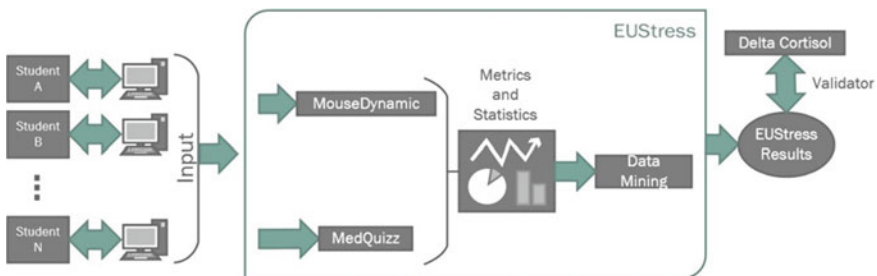 EUStress
Delta Cortisol
Student
A
Metrics
and
Statistics
Validator
MouseDynamic
Student
B
Input
EUStress
Results
Data
Mining
Student
N
MedQuizz